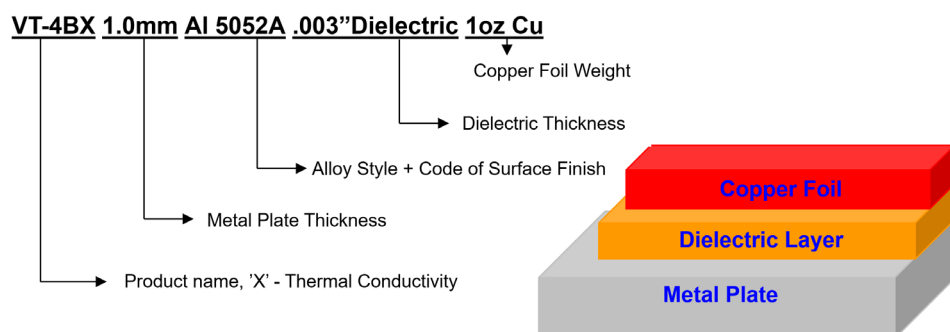 VT-4BX 1.0mm Al 5052A .003”Dielectric 1oz Cu
Copper Foil Weight
Dielectric Thickness
Alloy Style + Code of Surface Finish
Metal Plate Thickness
Product name, ’X’ - Thermal Conductivity
Copper Foil
Dielectric Layer
Metal Plate